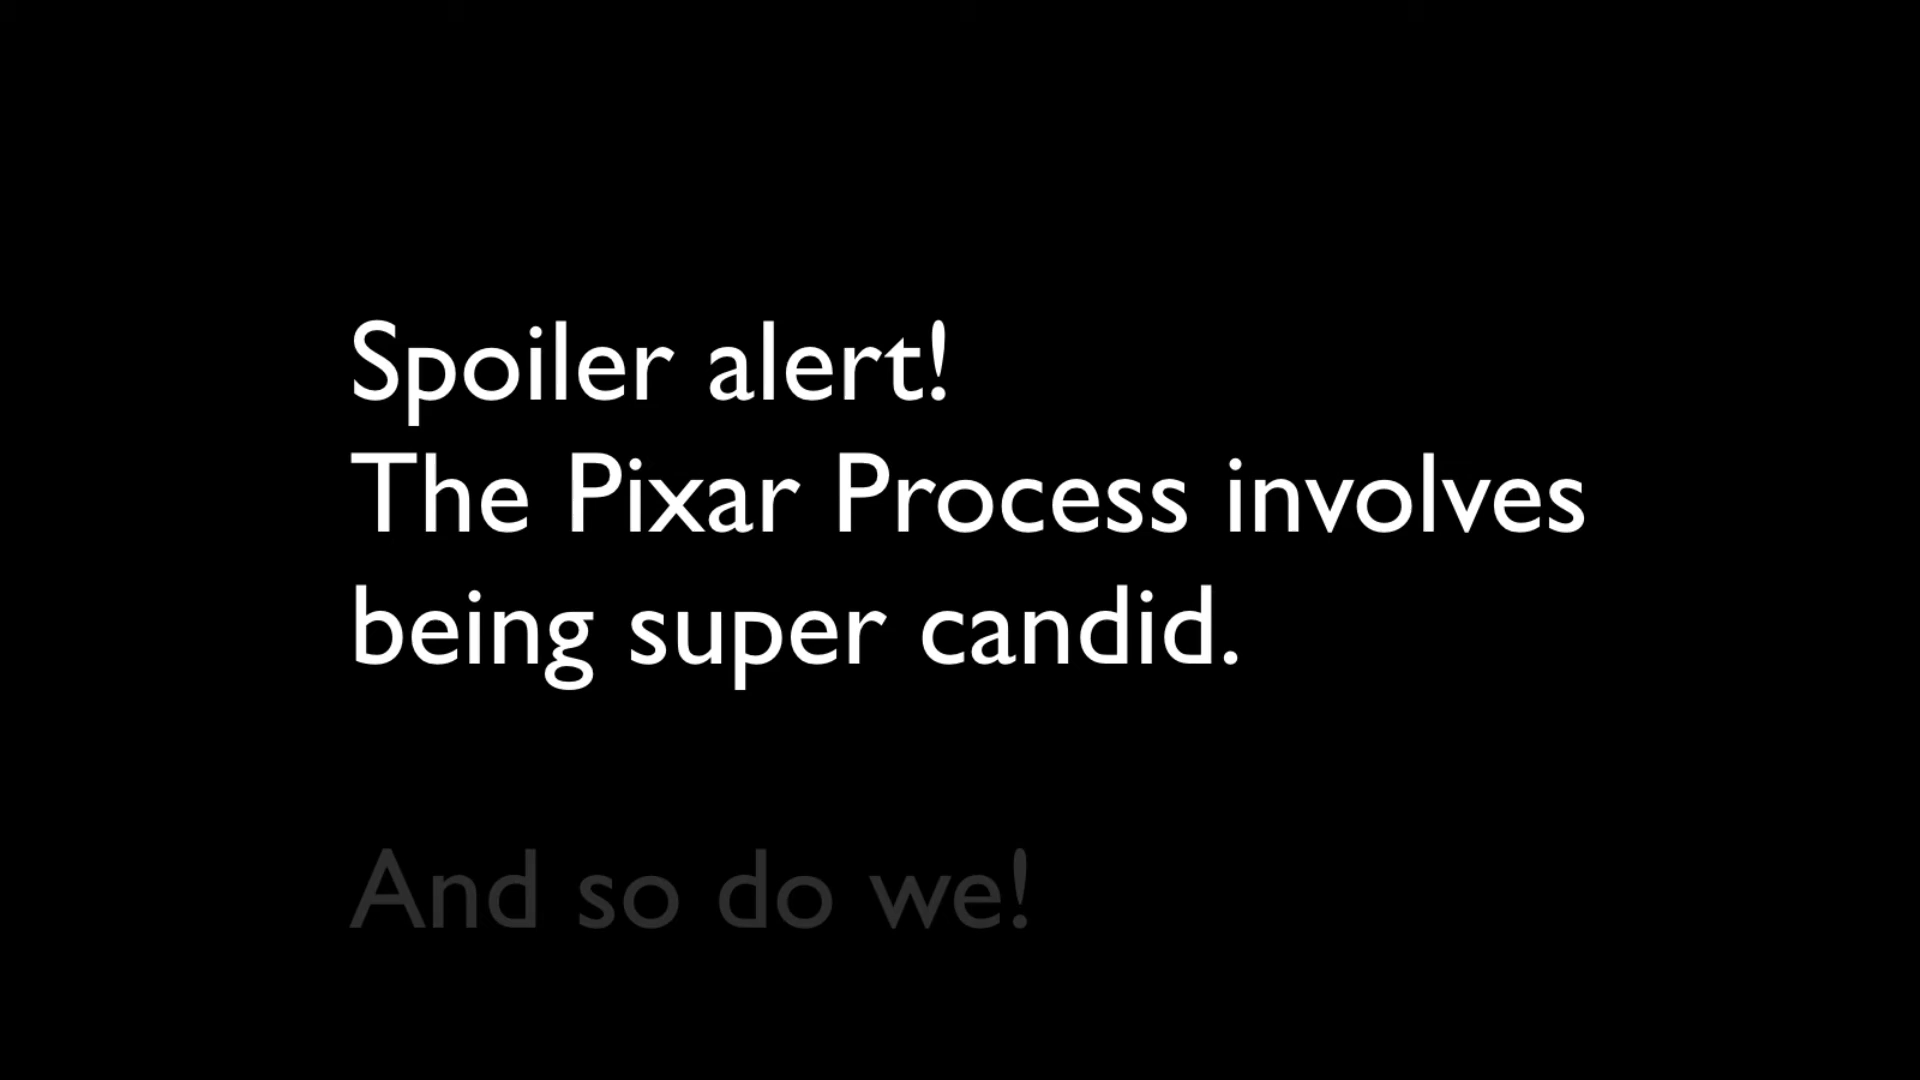 Spoiler alert!
The Pixar Process involves
being super candid.
And so do we!